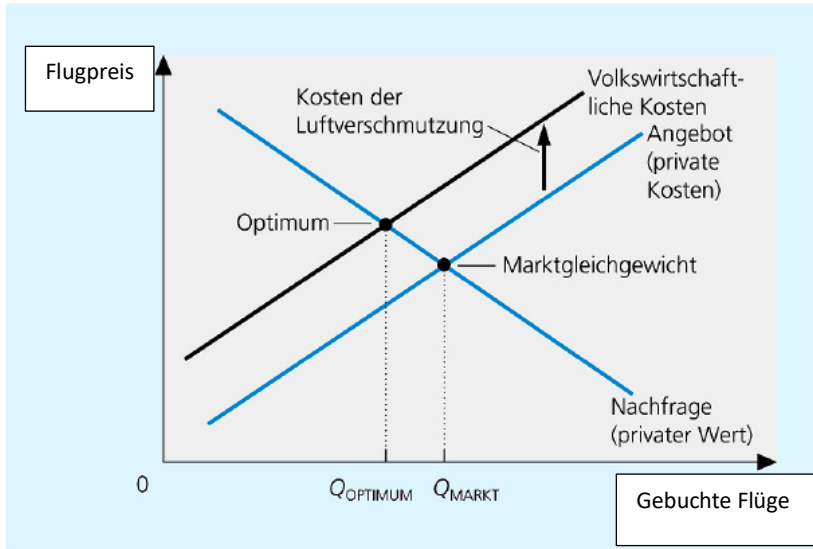 Flugpreis
Kosten der
Luftverschmutzung
Volkswirtschaft-
liche Kosten
Angebot
(private
Kosten)
Optimum
Marktgleichgewicht
Nachfrage
(privater Wert)
0
QOPTIMUM
QMARKT
Gebuchte Flüge